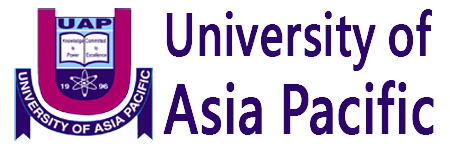 UAP
Knowledge Committed
is to
Power Excellence
19 96
UNIVERSITY OF ASIA PACIFIC
University of
Asia Pacific